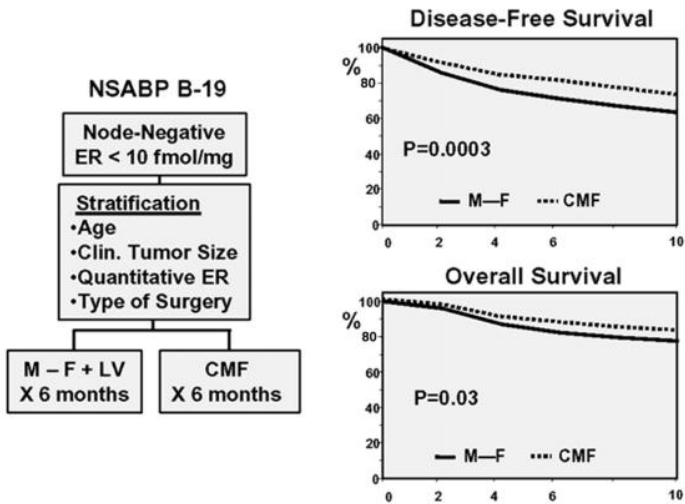 NSABP B-19
Node-Negative
ER < 10 fmol/mg
Stratification
•Age
•Clin. Tumor Size
•Quantitative ER
•Type of Surgery
M – F + LV
X 6 months
CMF
X 6 months
Disease-Free Survival
%
100
80
60
40
20
0
P=0.0003
M—F CMF
0 2 4 6 10
Overall Survival
%
100
80
60
40
20
0
P=0.03
M—F CMF
0 2 4 6 10